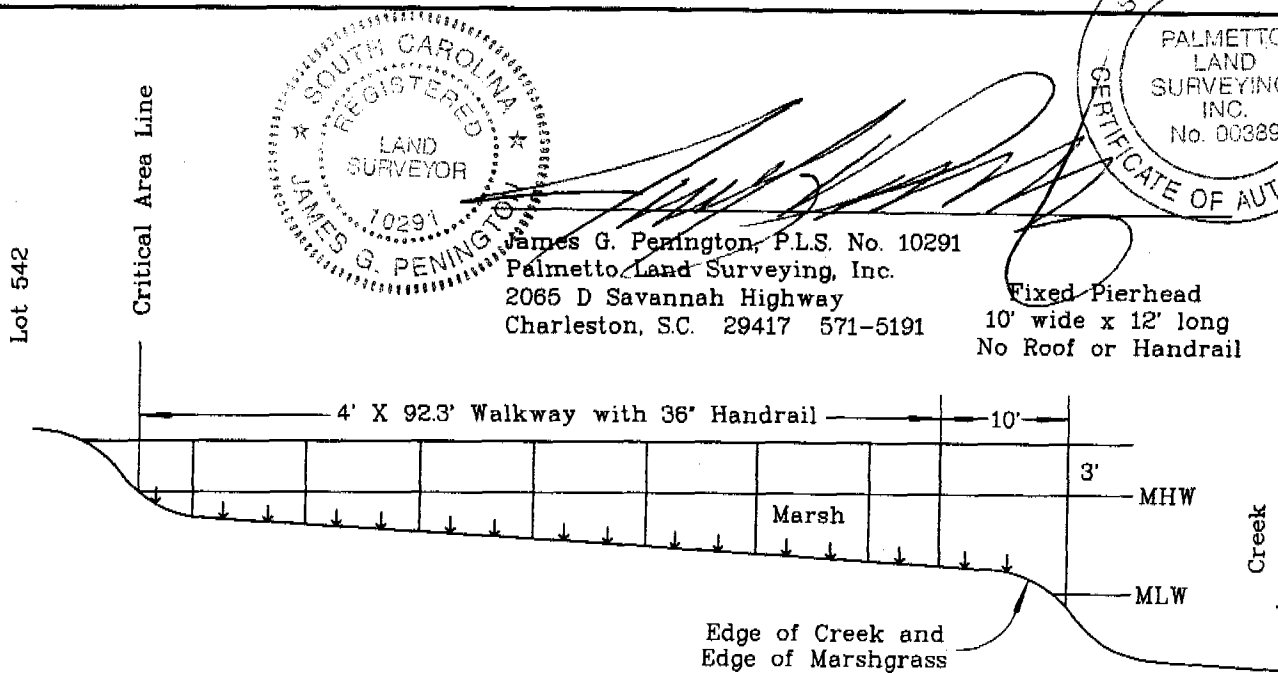 SOUTH CAROLINA
REGISTERED
LAND
SURVEYOR
10291
JAMES G. PENINGTON
PALMETTO
LAND
SURVEYING
INC.
No. 00389
CERTIFICATE OF AUT
Lot 542
Critical Area Line
James G. Penington, P.L.S. No. 10291
Palmetto Land Surveying, Inc.
2065 D Savannah Highway
Charleston, S.C. 29417 571-5191
Fixed Pierhead
10' wide x 12' long
No Roof or Handrail
4' X 92.3' Walkway with 36" Handrail
10'
3'
MHW
Marsh
Creek
MLW
Edge of Creek and
Edge of Marshgrass